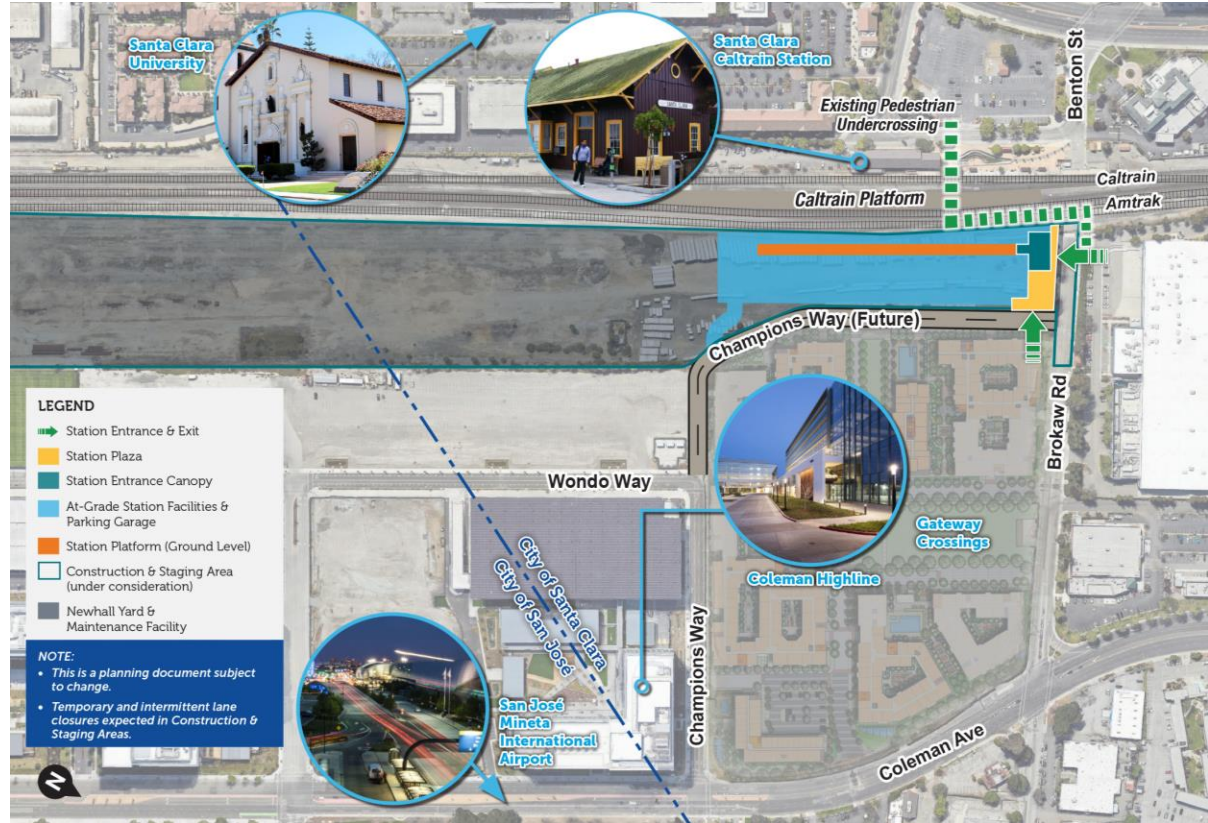 Santa Clara
University
Santa Clara
Caltrain Station
Existing Pedestrian
Undercrossing
Benton St
Caltrain
Amtrak
Caltrain Platform
SANTA CLARA
Champions Way (Future)
Brokaw Rd
LEGEND
Station Entrance & Exit
Station Plaza
Station Entrance Canopy
At-Grade Station Facilities &
Parking Garage
Station Platform (Ground Level)
Construction & Staging Area
(under consideration)
Newhall Yard &
Maintenance Facility
NOTE:
• This is a planning document subject
to change.
• Temporary and intermittent lane
closures expected in Construction &
Staging Areas.
N
Wondo Way
Gateway
Crossings
Coleman Highline
City of Santa Clara
City of San José
Champions Way
San José
Mineta
International
Airport
Coleman Ave